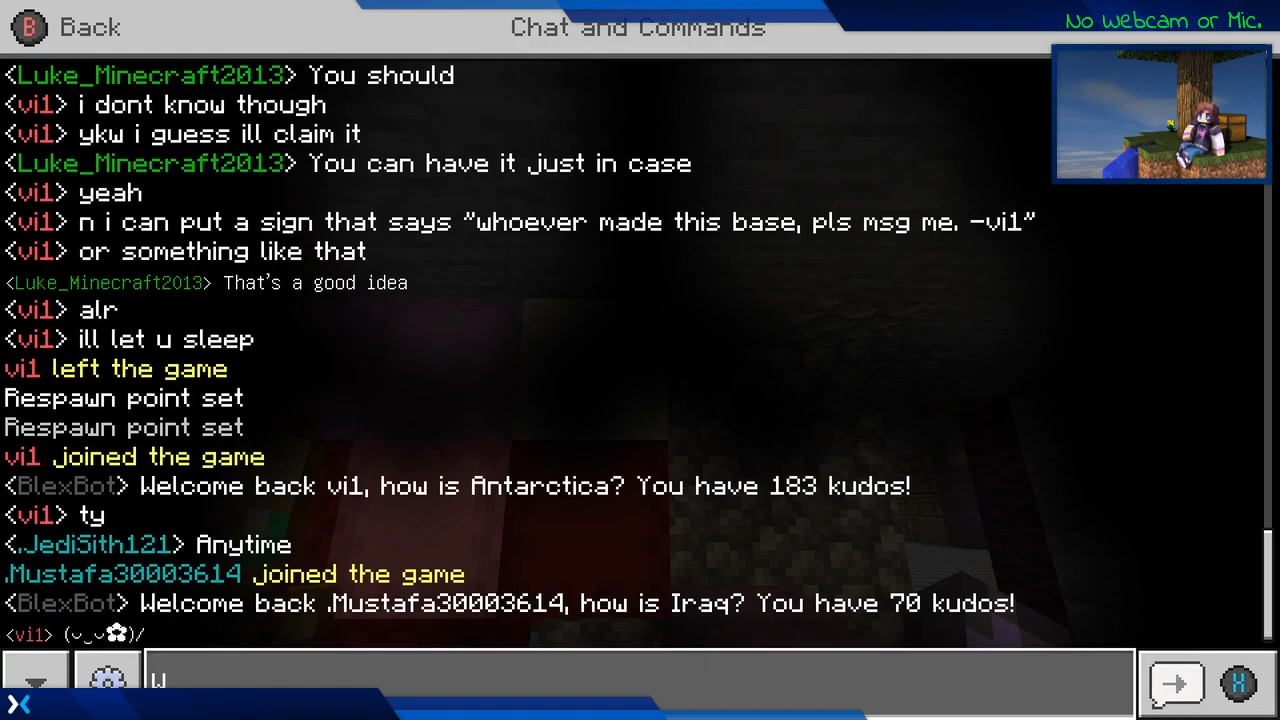 B Back
Chat and Commands
No Webcam or Mic.
<Luke_Minecraft2013> You should
<vi1> i dont know though
<vi1> ykw i guess ill claim it
<Luke_Minecraft2013> You can have it just in case
<vi1> yeah
<vi1> n i can put a sign that says "whoever made this base, pls msg me. -vi1"
<vi1> or something like that
<Luke_Minecraft2013> That's a good idea
<vi1> alr
<vi1> ill let u sleep
vi1 left the game
Respawn point set
Respawn point set
vi1 joined the game
<BlexBot> Welcome back vi1, how is Antarctica? You have 183 kudos!
<vi1> ty
<.JediSith121> Anytime
.Mustafa30003614 joined the game
<BlexBot> Welcome back .Mustafa30003614, how is Iraq? You have 70 kudos!
<vi1> (◡‿◡✿)/
W
X